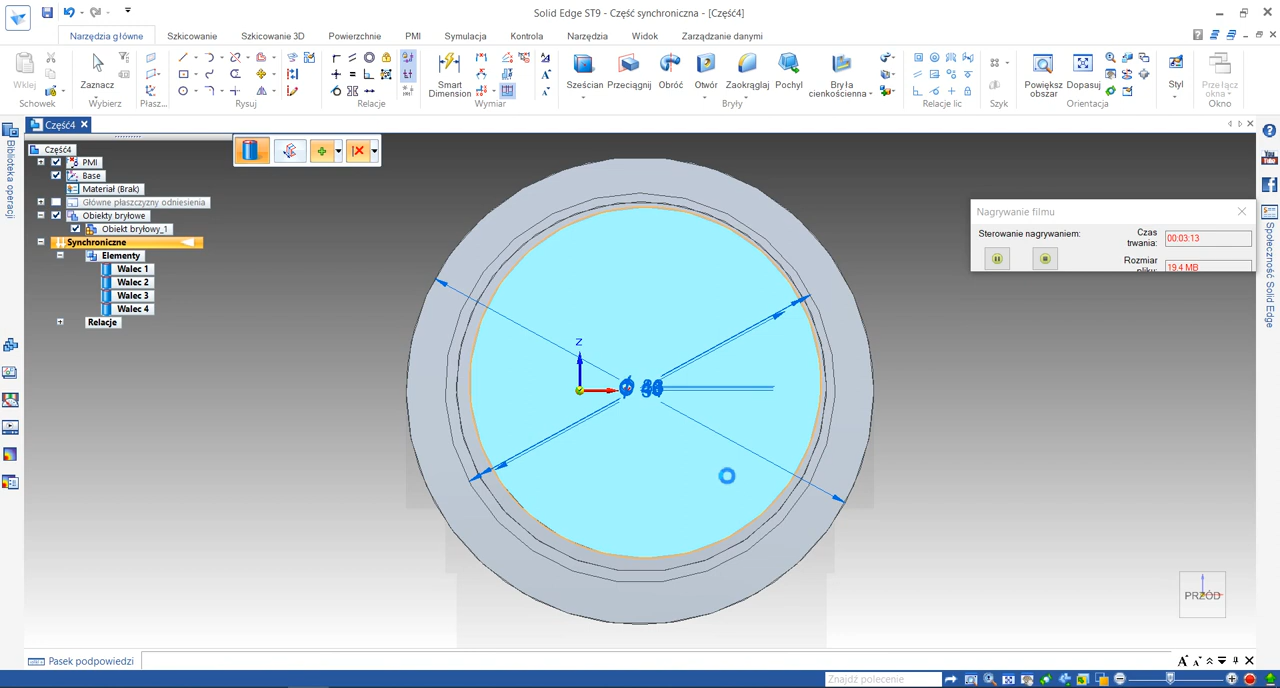 Solid Edge ST9 - Część synchroniczna - [Część4]
Narzędzia główne
Szkicowanie
Szkicowanie 3D
Powierzchnie
PMI
Symulacja
Kontrola
Narzędzia
Widok
Zarządzanie danymi
Wklej
Zaznacz
Smart
Dimension
Sześcian
Przeciągnij
Obróć
Otwór
Zaokrąglaj
Pochyl
Bryła
cienkościenna
Powiększ
obszar
Dopasuj
Styl
Przełącz
okna
Schowek
Wybierz
Płasz...
Rysuj
Relacje
Wymiar
Bryły
Relacje lic
Szyk
Orientacja
Okno
Część4
Biblioteka operacji
Część4
PMI
Base
Materiał (Brak)
Główne płaszczyzny odniesienia
Obiekty bryłowe
Obiekt bryłowy_1
Synchroniczne
Elementy
Walec 1
Walec 2
Walec 3
Walec 4
Relacje
Z
Nagrywanie filmu
Sterowanie nagrywaniem:
Czas
trwania:
00:03:13
Rozmiar
19.4 MB
You
Tube
Społeczność Solid Edge
PRZÓD
Pasek podpowiedzi
Znajdź polecenie